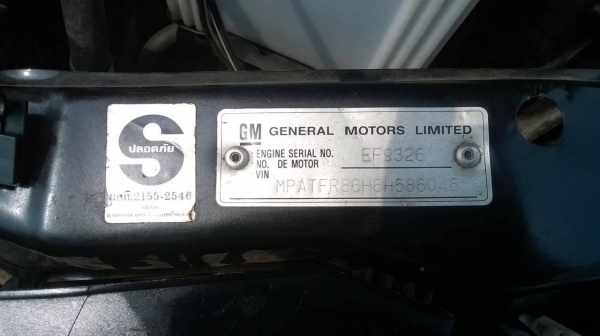 S
ปลอดภัย
มอก.2155-2546
GM GENERAL MOTORS LIMITED
ENGINE SERIAL NO. EF9326
NO. DE MOTOR
VIN MPATFR86H6H586046